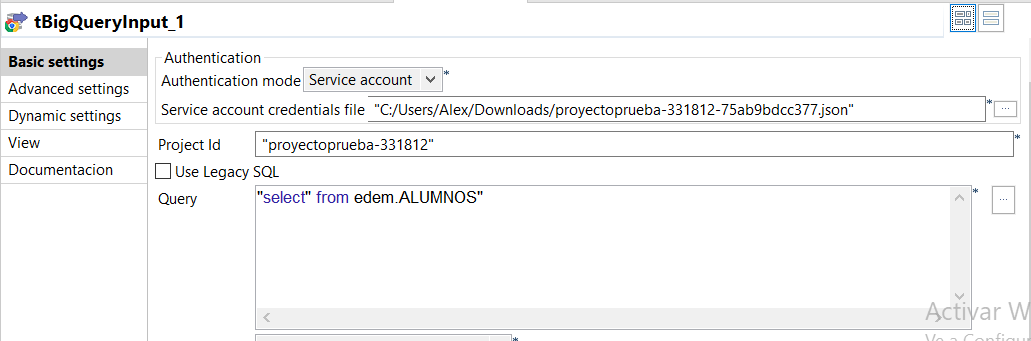 tBigQueryInput_1
Basic settings
Advanced settings
Dynamic settings
View
Documentacion
Authentication
Authentication mode Service account *
Service account credentials file "C:/Users/Alex/Downloads/proyectoprueba-331812-75ab9bdcc377.json" * ...
Project Id "proyectoprueba-331812" *
Use Legacy SQL
Query "select" from edem.ALUMNOS" * ...
*
Activar W
Ve a Configu